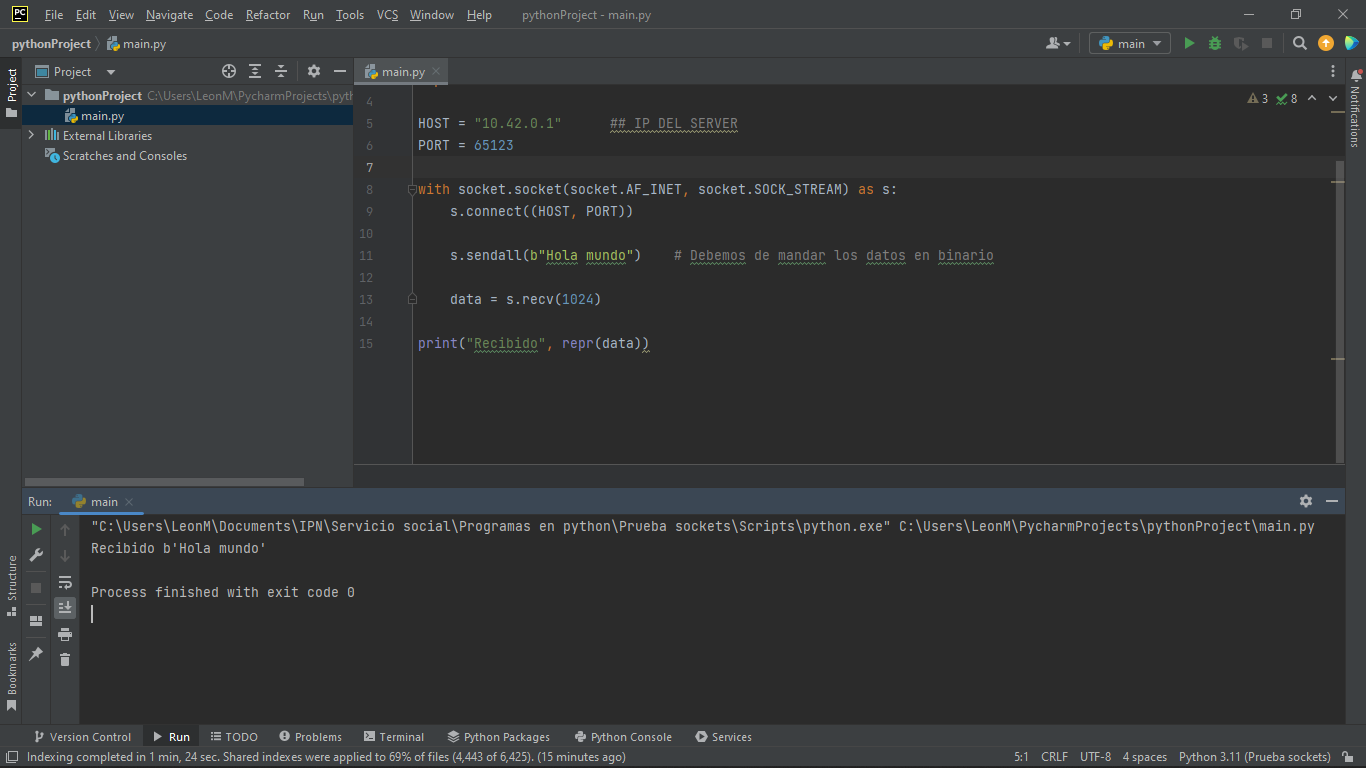 PC File Edit View Navigate Code Refactor Run Tools VCS Window Help pythonProject - main.py
pythonProject main.py main
Project main.py
pythonProject C:\Users\LeonM\PycharmProjects\pyth
main.py
External Libraries
Scratches and Consoles
Project
Structure
Bookmarks
Notifications
3 8
4
5 HOST = "10.42.0.1" ## IP DEL SERVER
6 PORT = 65123
7
8 with socket.socket(socket.AF_INET, socket.SOCK_STREAM) as s:
9 s.connect((HOST, PORT))
10
11 s.sendall(b"Hola mundo") # Debemos de mandar los datos en binario
12
13 data = s.recv(1024)
14
15 print("Recibido", repr(data))
Run: main
"C:\Users\LeonM\Documents\IPN\Servicio social\Programas en python\Prueba sockets\Scripts\python.exe" C:\Users\LeonM\PycharmProjects\pythonProject\main.py
Recibido b'Hola mundo'
Process finished with exit code 0
Version Control Run TODO Problems Terminal Python Packages Python Console Services
Indexing completed in 1 min, 24 sec. Shared indexes were applied to 69% of files (4,443 of 6,425). (15 minutes ago) 5:1 CRLF UTF-8 4 spaces Python 3.11 (Prueba sockets)